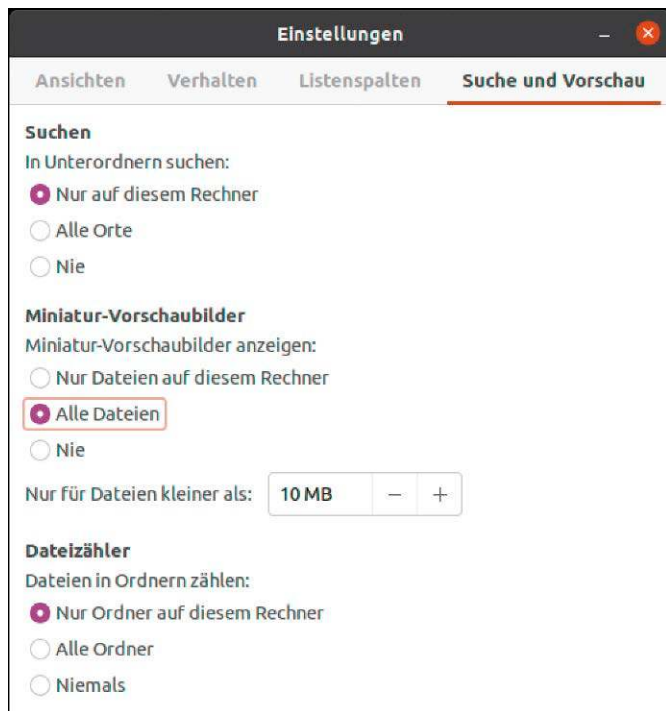 Einstellungen
Ansichten Verhalten Listenspalten Suche und Vorschau
Suchen
In Unterordnern suchen:
Nur auf diesem Rechner
Alle Orte
Nie
Miniatur-Vorschaubilder
Miniatur-Vorschaubilder anzeigen:
Nur Dateien auf diesem Rechner
Alle Dateien
Nie
Nur für Dateien kleiner als: 10 MB − +
Dateizähler
Dateien in Ordnern zählen:
Nur Ordner auf diesem Rechner
Alle Ordner
Niemals